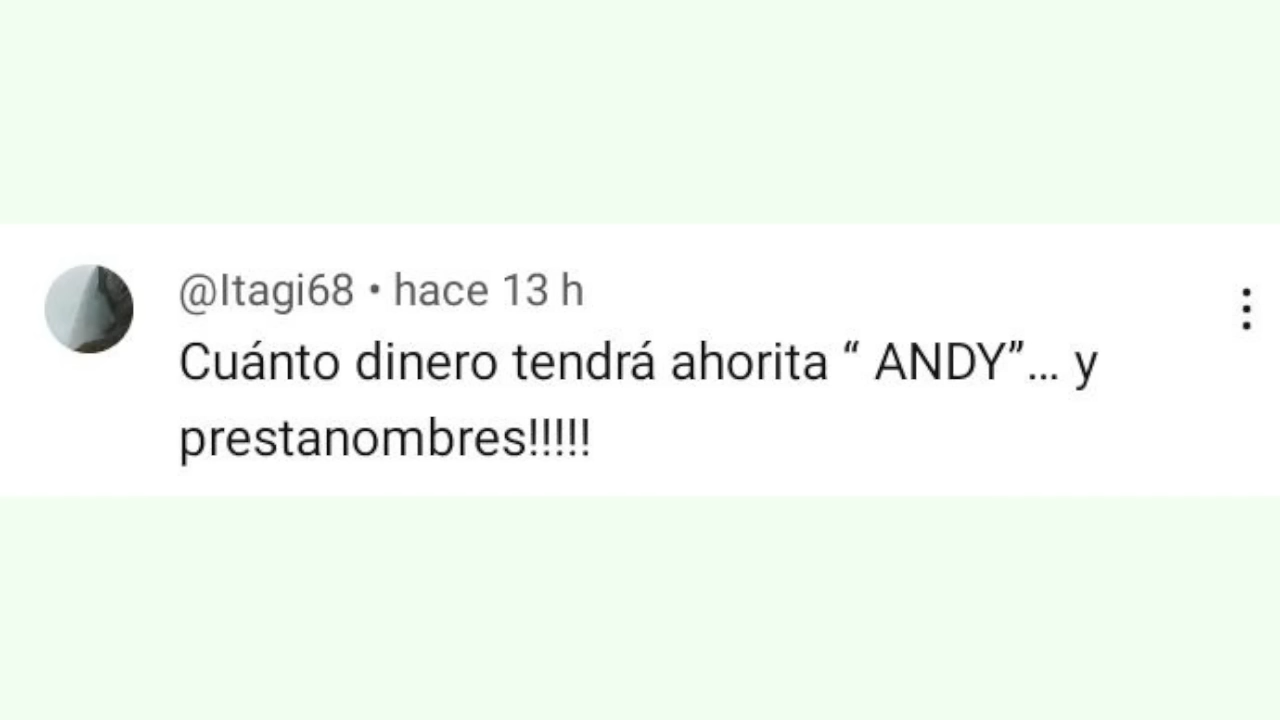 @Itagi68 • hace 13 h
Cuánto dinero tendrá ahorita “ ANDY”... y
prestanombres!!!!!